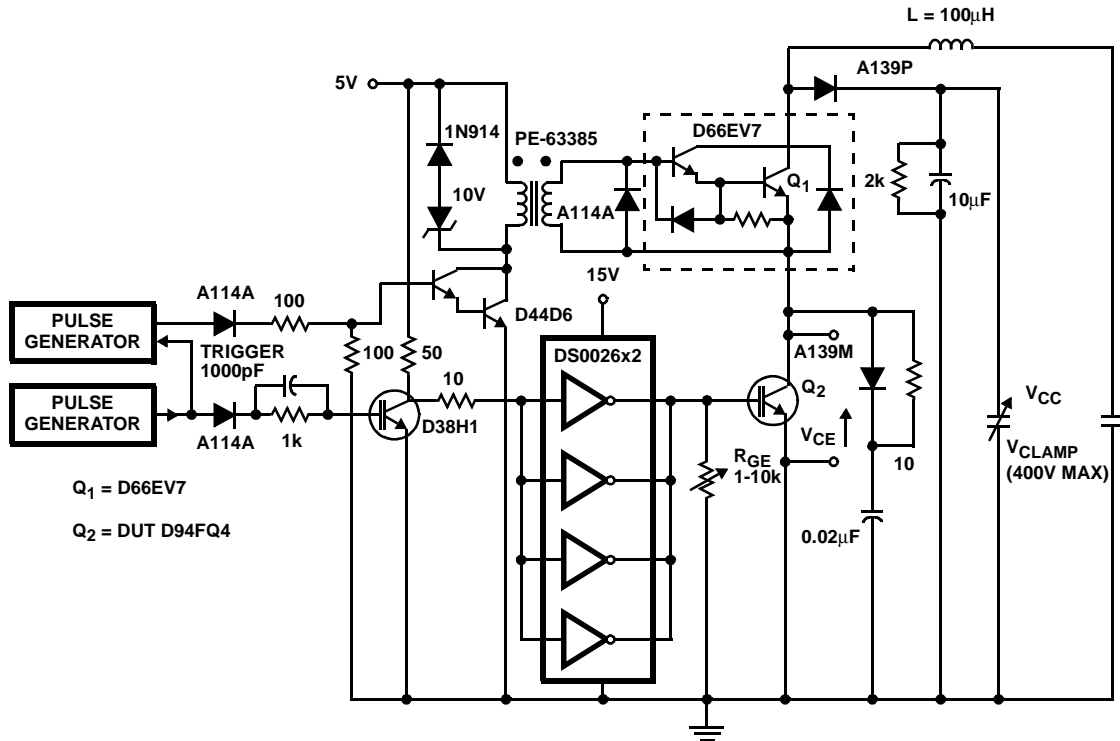 L = 100μH
A139P
5V
D66EV7
1N914
PE-63385
10V
A114A
Q1
2k
10μF
15V
A114A
100
D44D6
PULSE
GENERATOR
TRIGGER
1000pF
100
50
DS0026x2
A139M
10
Q2
PULSE
GENERATOR
D38H1
VCE
VCC
A114A
1k
RGE
1-10k
10
VCLAMP
(400V MAX)
Q1 = D66EV7
Q2 = DUT D94FQ4
0.02μF